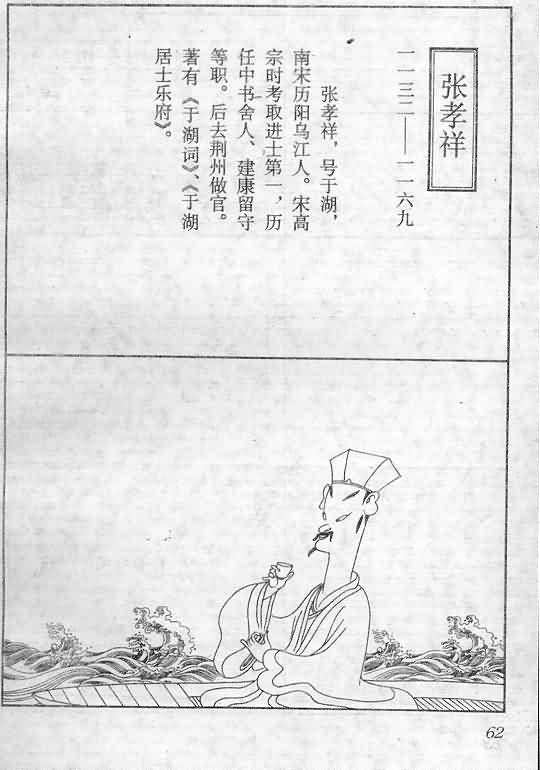 张孝祥
一一三二——一一六九
张孝祥，号于湖，
南宋历阳乌江人。宋高
宗时考取进士第一，历
任中书舍人、建康留守
等职。后去荆州做官。
著有《于湖词》、《于湖
居士乐府》。
62